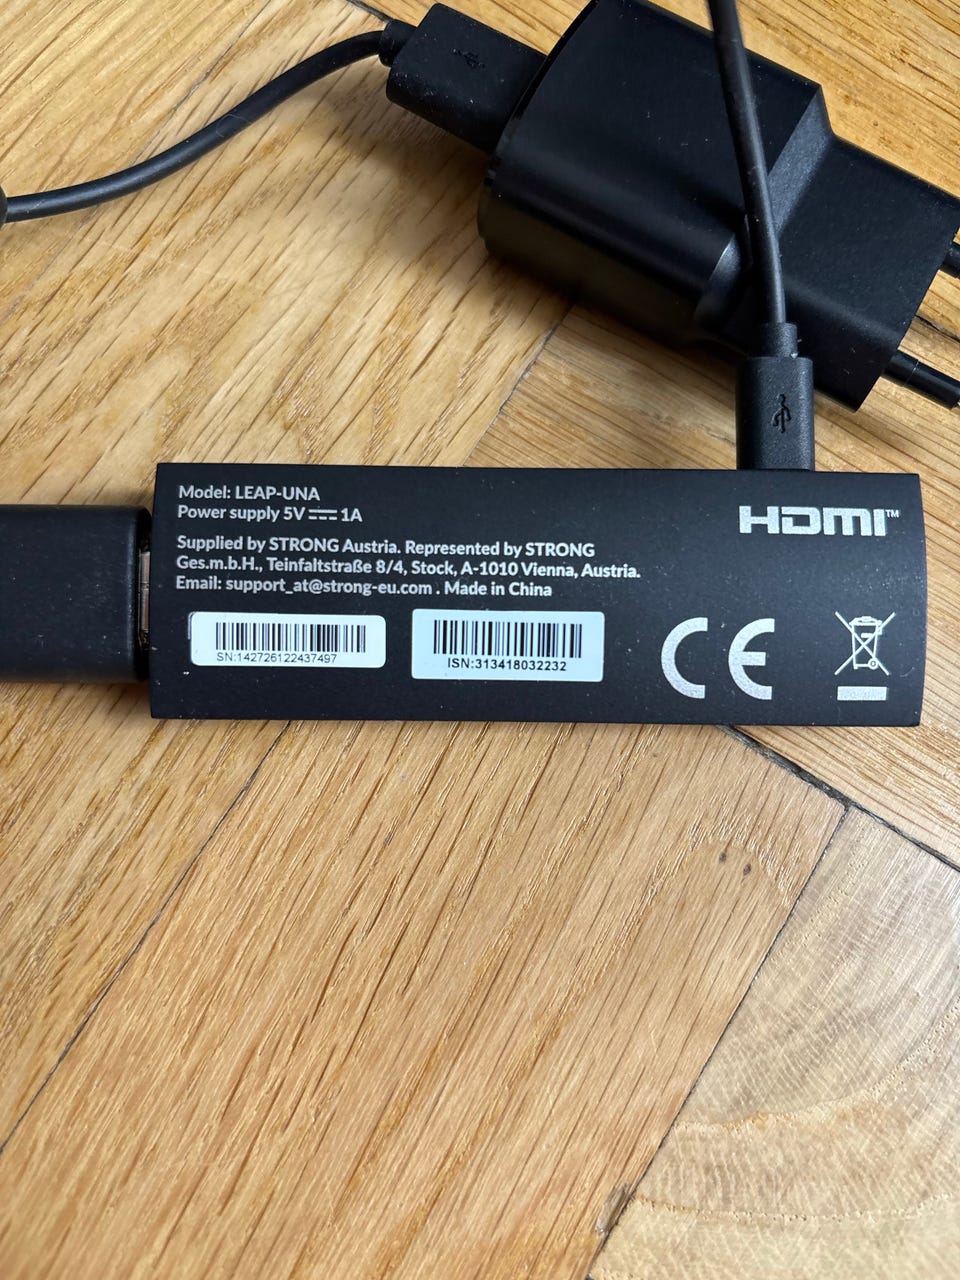 Model: LEAP-UNA
Power supply 5V ⎓ 1A
HDMI™
Supplied by STRONG Austria. Represented by STRONG
Ges.m.b.H., Teinfaltstraße 8/4, Stock, A-1010 Vienna, Austria.
Email: support_at@strong-eu.com . Made in China
SN:142726122437497
ISN:313418032232
CE